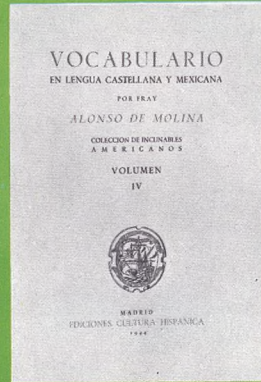 VOCABULARIO
EN LENGUA CASTELLANA Y MEXICANA
POR FRAY
ALONSO DE MOLINA
COLECCION DE INCUNABLES
AMERICANOS
VOLUMEN
IV
MADRID
EDICIONES CULTURA HISPANICA
1944